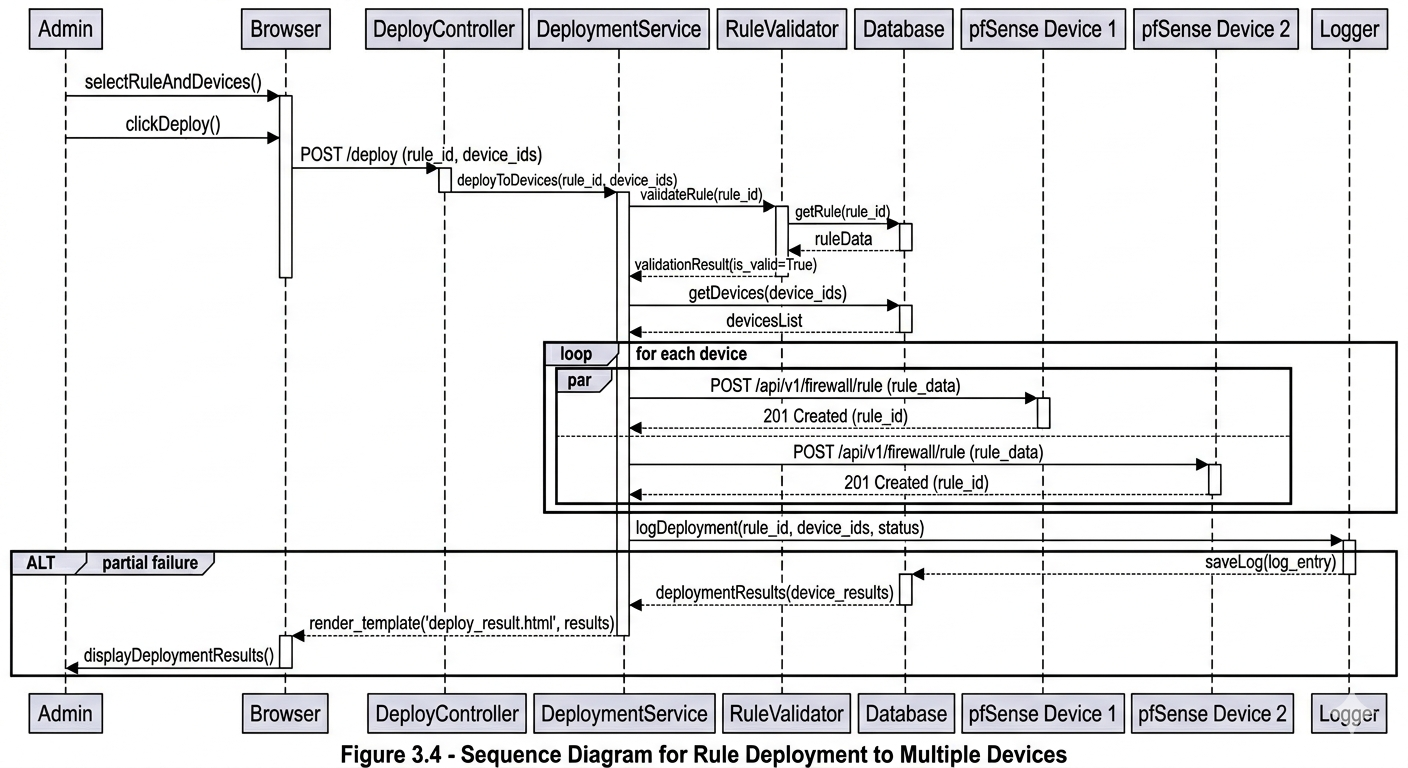 Admin Browser DeployController DeploymentService RuleValidator Database pfSense Device 1 pfSense Device 2 Logger
selectRuleAndDevices()
clickDeploy()
POST /deploy (rule_id, device_ids)
deployToDevices(rule_id, device_ids)
validateRule(rule_id)
getRule(rule_id)
ruleData
validationResult(is_valid=True)
getDevices(device_ids)
devicesList
loop for each device
par
POST /api/v1/firewall/rule (rule_data)
201 Created (rule_id)
POST /api/v1/firewall/rule (rule_data)
201 Created (rule_id)
logDeployment(rule_id, device_ids, status)
ALT partial failure
saveLog(log_entry)
deploymentResults(device_results)
render_template('deploy_result.html', results)
displayDeploymentResults()
Admin Browser DeployController DeploymentService RuleValidator Database pfSense Device 1 pfSense Device 2 Logger
Figure 3.4 - Sequence Diagram for Rule Deployment to Multiple Devices